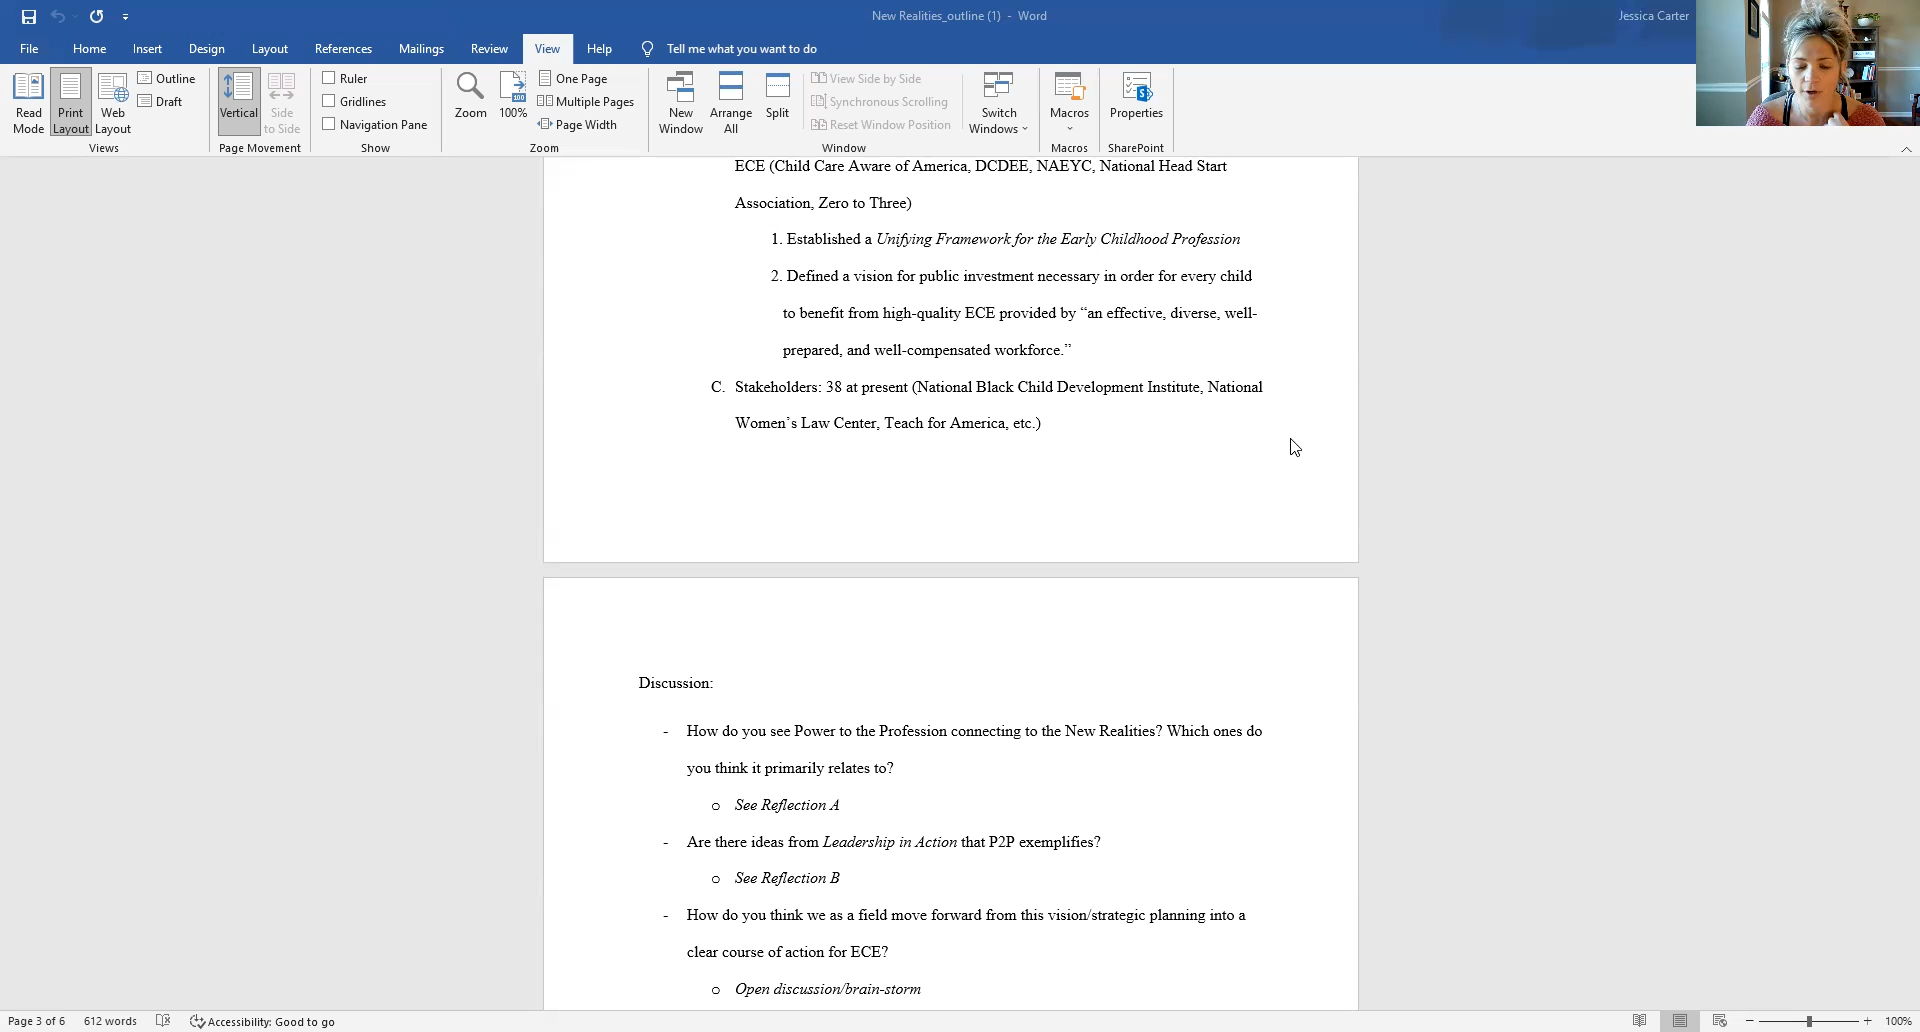 New Realities_outline (1) - Word
Jessica Carter
File Home Insert Design Layout References Mailings Review View Help Tell me what you want to do
Read Mode
Print Layout
Web Layout
Outline
Draft
Views
Vertical
Side to Side
Page Movement
Ruler
Gridlines
Navigation Pane
Show
Zoom
100
100%
One Page
Multiple Pages
Page Width
Zoom
New Window
Arrange All
Split
View Side by Side
Synchronous Scrolling
Reset Window Position
Switch Windows
Window
Macros
Macros
Properties
SharePoint
ECE (Child Care Aware of America, DCDEE, NAEYC, National Head Start
Association, Zero to Three)
1. Established a Unifying Framework for the Early Childhood Profession
2. Defined a vision for public investment necessary in order for every child
to benefit from high-quality ECE provided by “an effective, diverse, well-
prepared, and well-compensated workforce.”
C. Stakeholders: 38 at present (National Black Child Development Institute, National
Women’s Law Center, Teach for America, etc.)
Discussion:
- How do you see Power to the Profession connecting to the New Realities? Which ones do
you think it primarily relates to?
o See Reflection A
- Are there ideas from Leadership in Action that P2P exemplifies?
o See Reflection B
- How do you think we as a field move forward from this vision/strategic planning into a
clear course of action for ECE?
o Open discussion/brain-storm
Page 3 of 6 612 words Accessibility: Good to go
100%